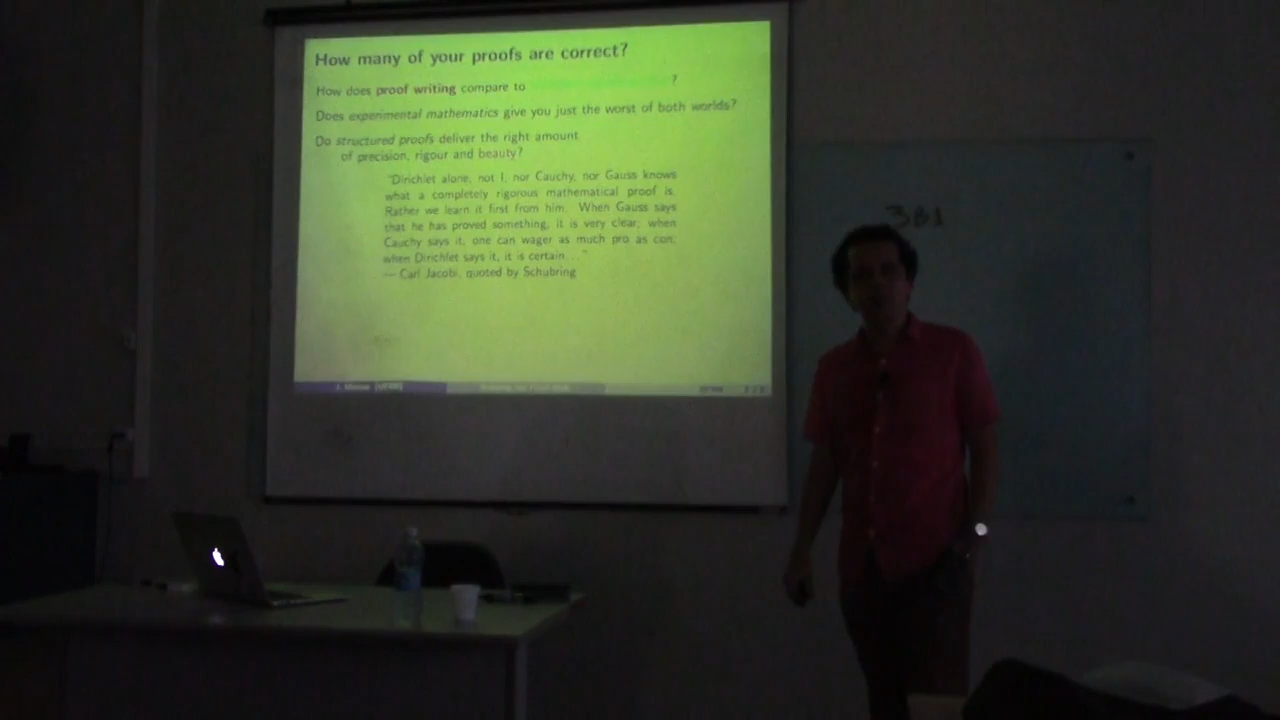 How many of your proofs are correct?
How does proof writing compare to ?
Does experimental mathematics give you just the worst of both worlds?
Do structured proofs deliver the right amount
of precision, rigour and beauty?
"Dirichlet alone, not I, nor Cauchy, nor Gauss knows
what a completely rigorous mathematical proof is.
Rather we learn it first from him. When Gauss says
that he has proved something, it is very clear; when
Cauchy says it, one can wager as much pro as con;
when Dirichlet says it, it is certain..."
— Carl Jacobi, quoted by Schubring
381